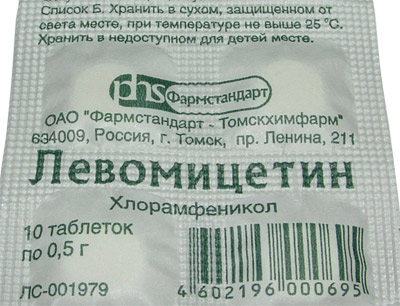 Список Б. Хранить в сухом, защищенном от
света месте, при температуре не выше 25 °С.
Хранить в недоступном для детей месте.
phs Фармстандарт
ОАО "Фармстандарт - Томскхимфарм"
634009, Россия, г. Томск, пр. Ленина, 211
Левомицетин
Хлорамфеникол
10 таблеток
по 0,5 г
ЛС-001979
4 602196 000695